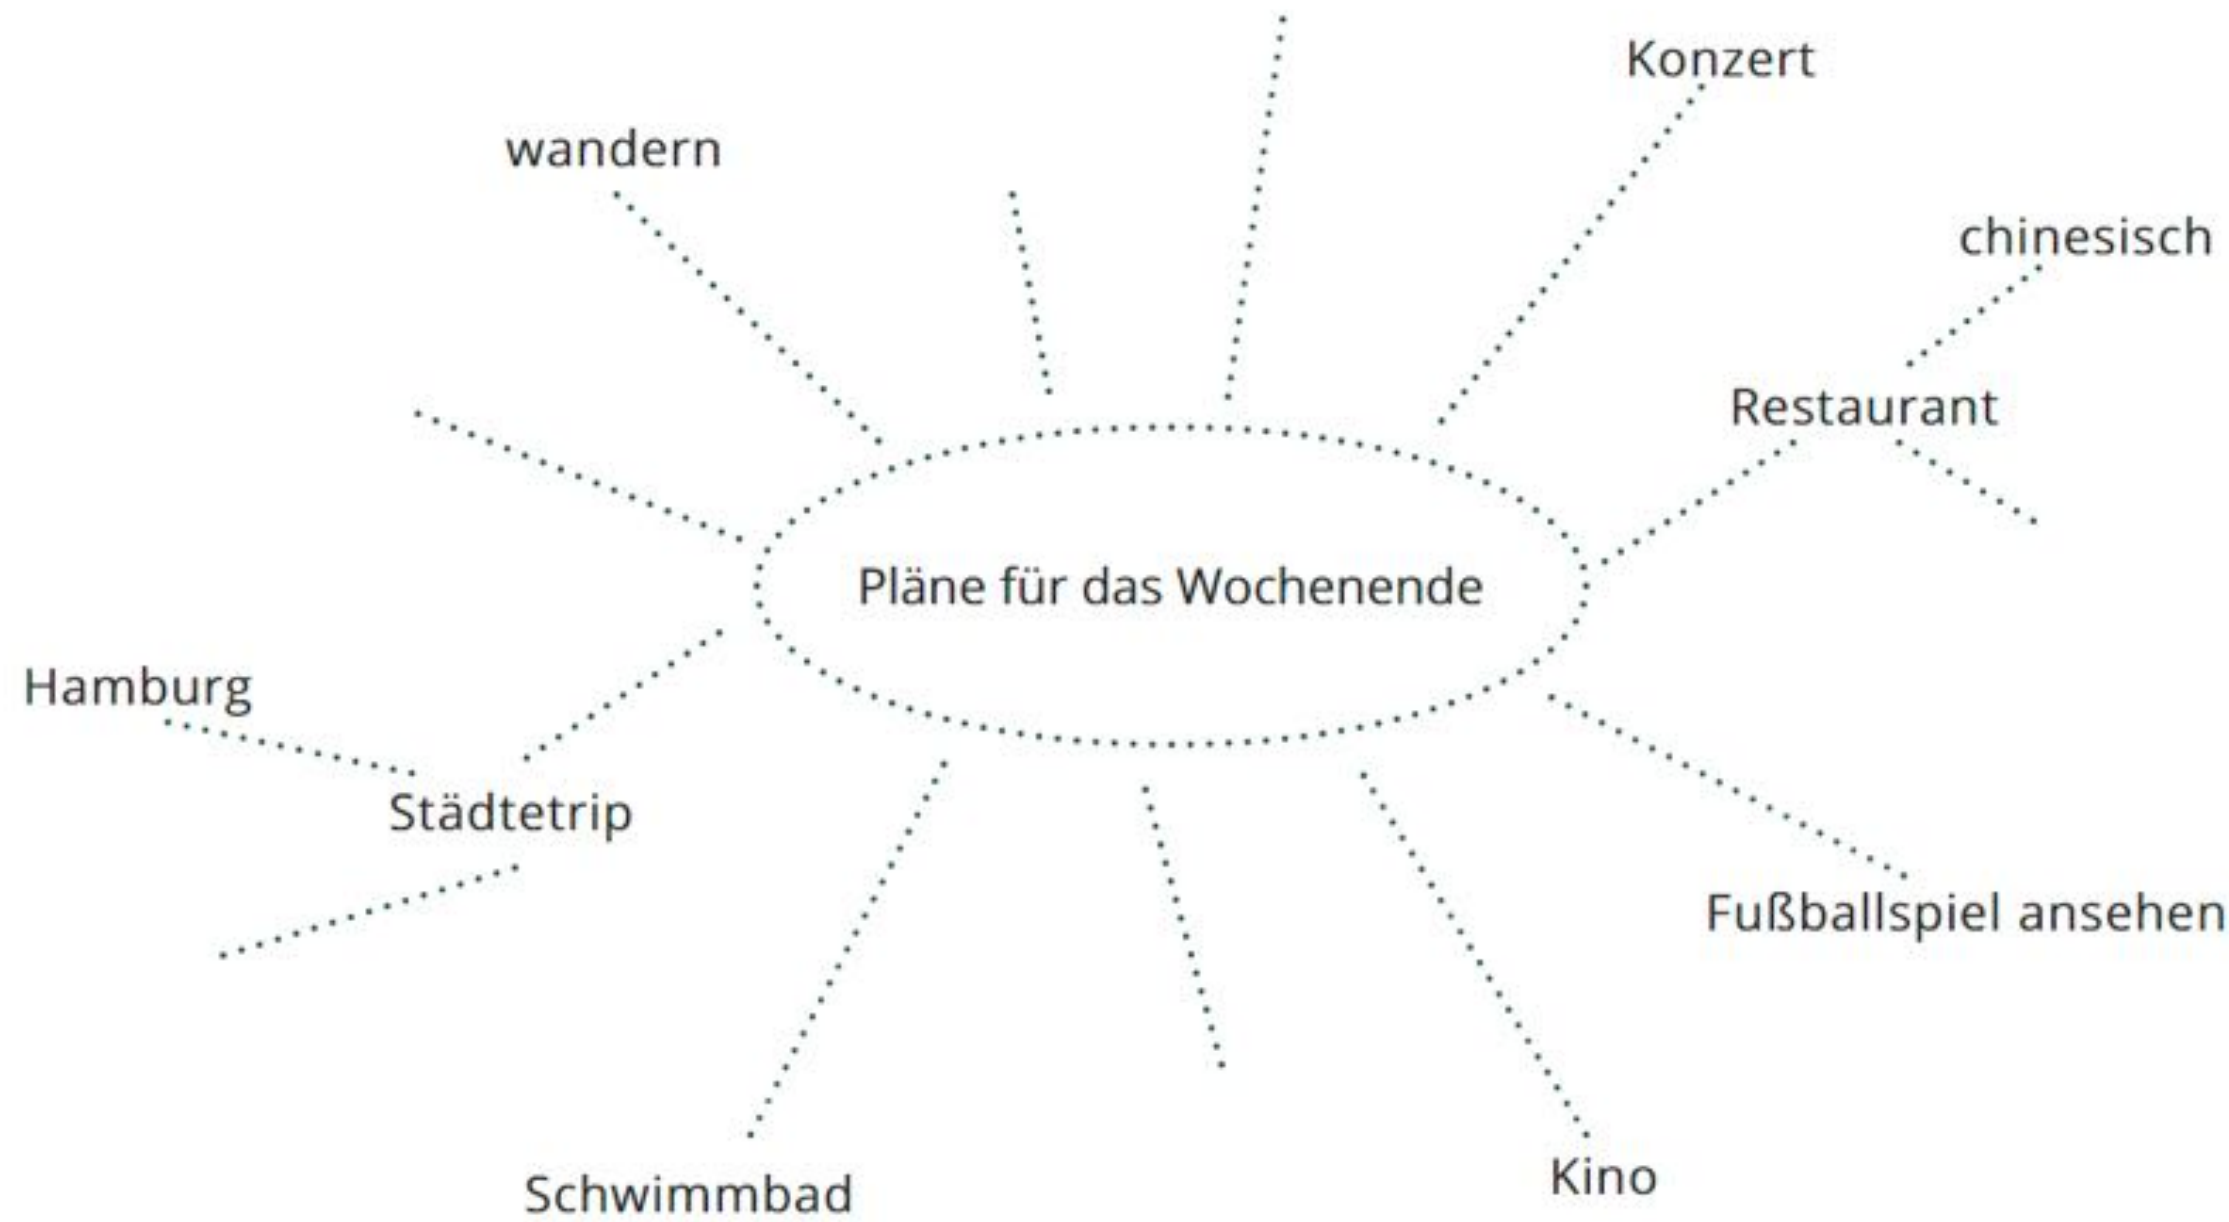 Konzert
wandern
chinesisch
Restaurant
Pläne für das Wochenende
Hamburg
Städtetrip
Fußballspiel ansehen
Kino
Schwimmbad